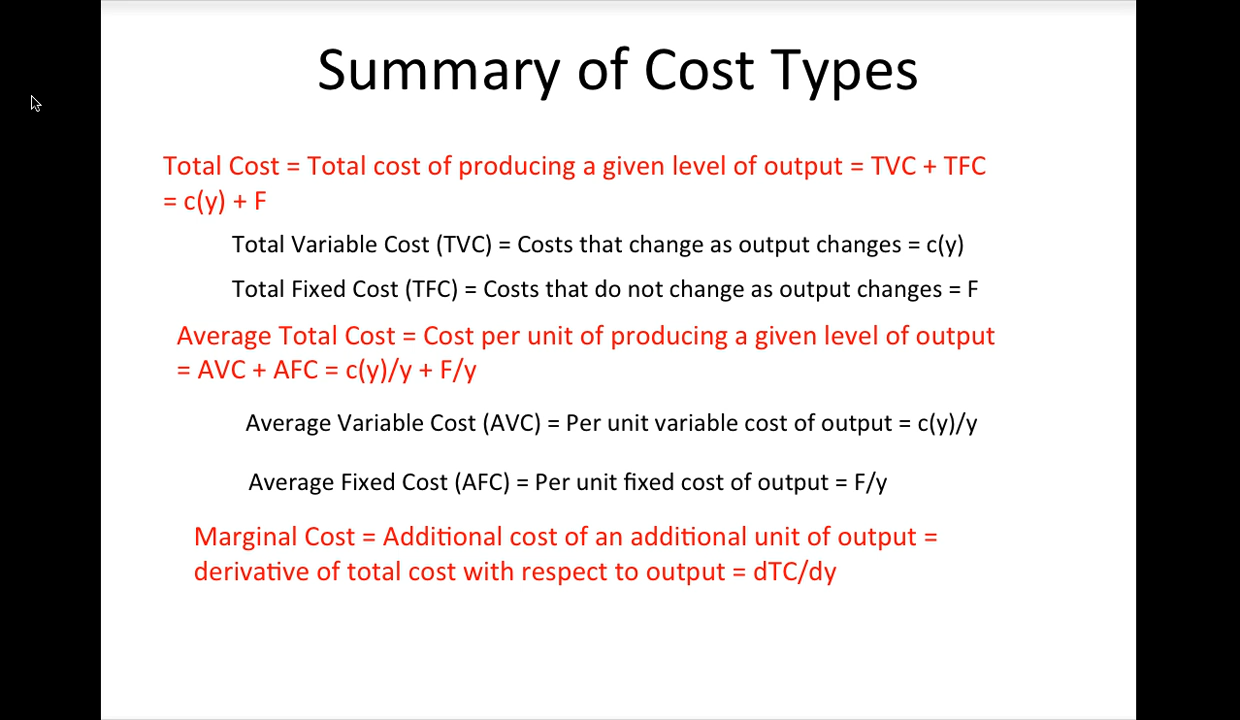 Summary of Cost Types
Total Cost = Total cost of producing a given level of output = TVC + TFC
= c(y) + F
Total Variable Cost (TVC) = Costs that change as output changes = c(y)
Total Fixed Cost (TFC) = Costs that do not change as output changes = F
Average Total Cost = Cost per unit of producing a given level of output
= AVC + AFC = c(y)/y + F/y
Average Variable Cost (AVC) = Per unit variable cost of output = c(y)/y
Average Fixed Cost (AFC) = Per unit fixed cost of output = F/y
Marginal Cost = Additional cost of an additional unit of output =
derivative of total cost with respect to output = dTC/dy